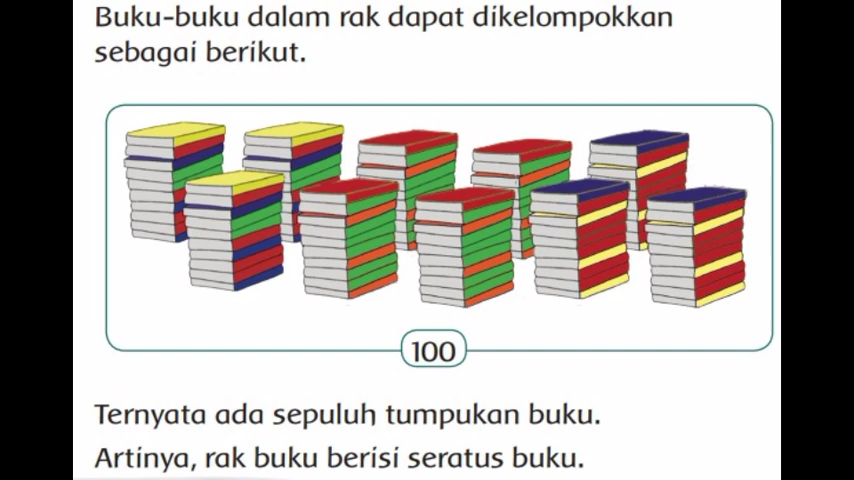 Buku-buku dalam rak dapat dikelompokkan
sebagai berikut.
100
Ternyata ada sepuluh tumpukan buku.
Artinya, rak buku berisi seratus buku.